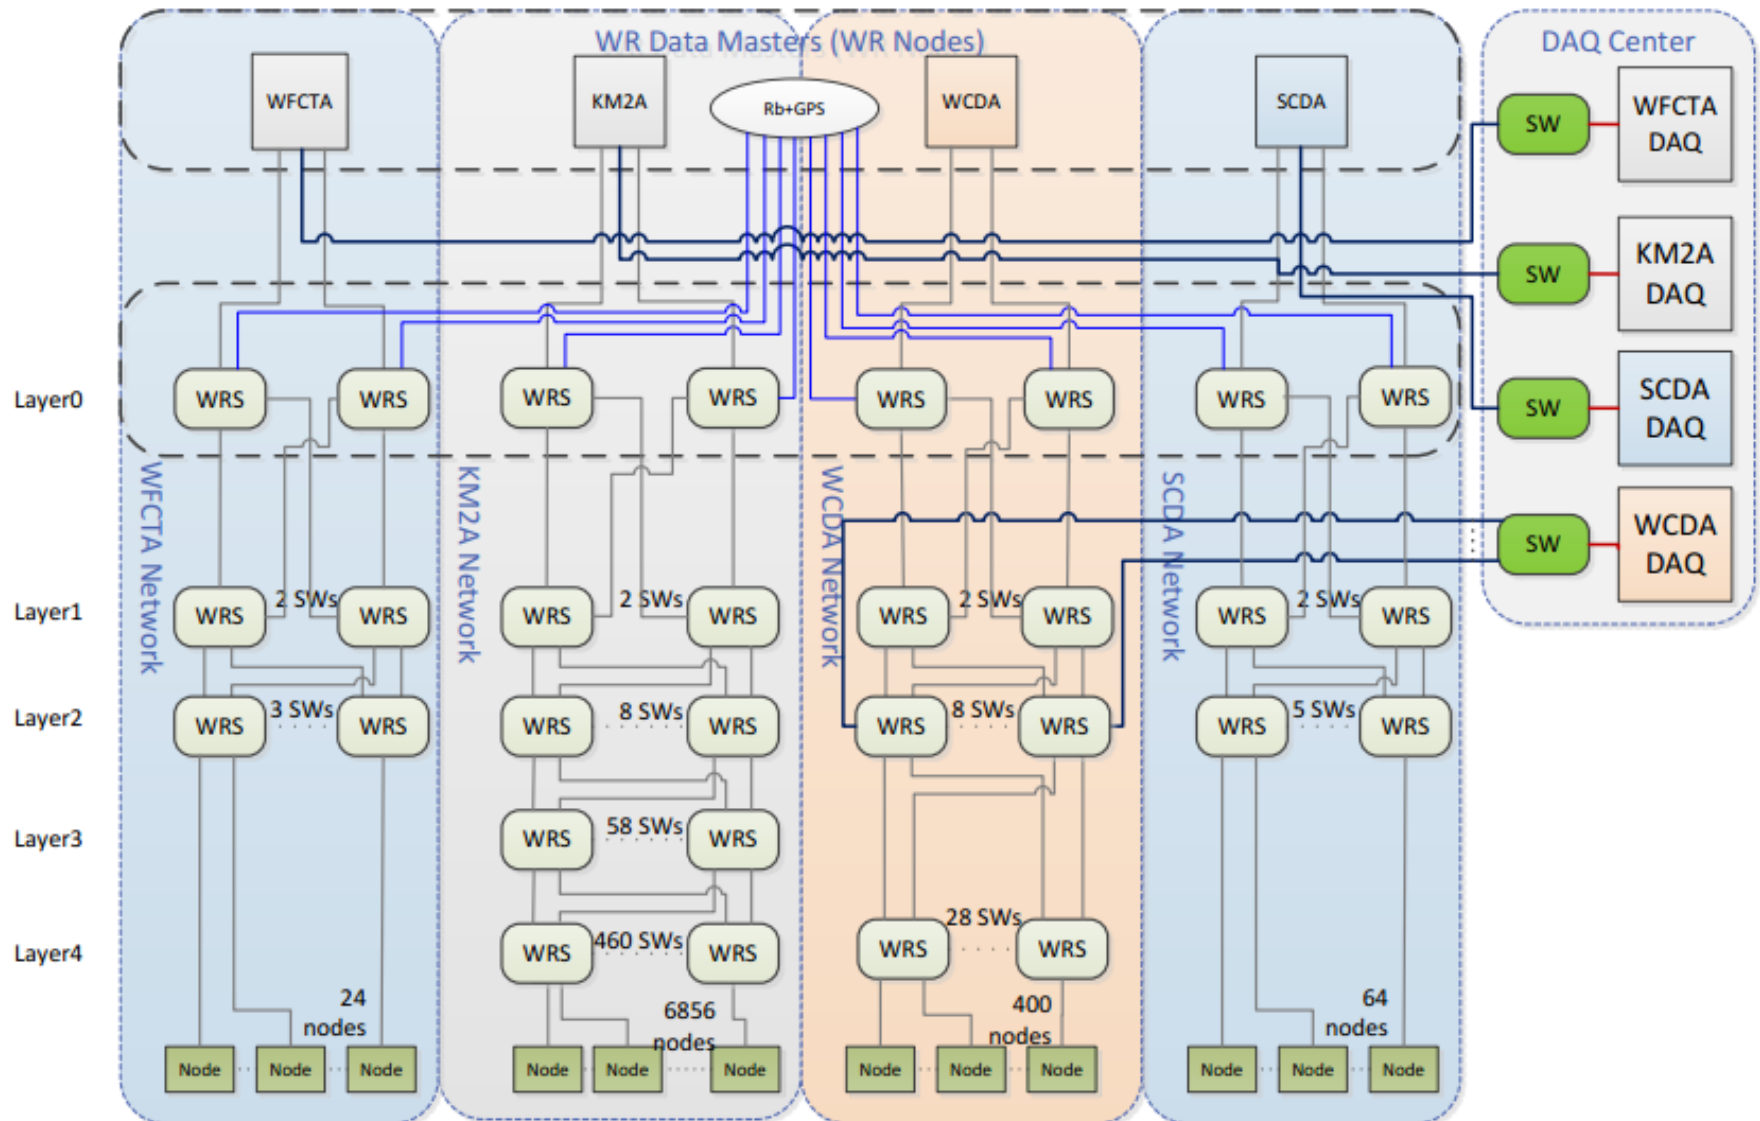 WR Data Masters (WR Nodes)
DAQ Center
WFCTA
KM2A
Rb+GPS
WCDA
SCDA
SW
WFCTA
DAQ
SW
KM2A
DAQ
SW
SCDA
DAQ
SW
WCDA
DAQ
Layer0
WRS
WRS
WRS
WRS
WRS
WRS
WRS
WRS
WFCTA Network
KM2A Network
WCDA Network
SCDA Network
Layer1
WRS
2 SWs
WRS
WRS
2 SWs
WRS
WRS
2 SWs
WRS
WRS
2 SWs
WRS
Layer2
WRS
3 SWs
WRS
WRS
8 SWs
WRS
WRS
8 SWs
WRS
WRS
5 SWs
WRS
Layer3
WRS
58 SWs
WRS
Layer4
WRS
460 SWs
WRS
WRS
28 SWs
WRS
24
nodes
6856
nodes
400
nodes
64
nodes
Node
Node
Node
Node
Node
Node
Node
Node
Node
Node
Node
Node